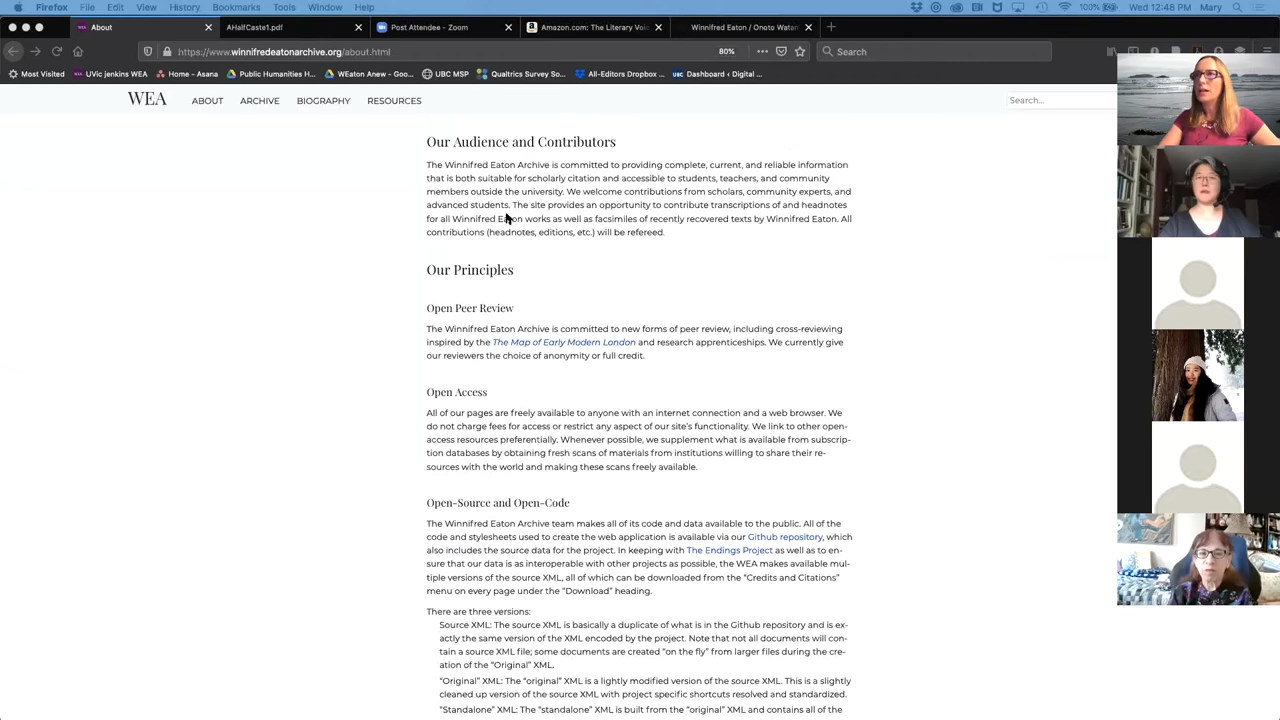 Firefox File Edit View History Bookmarks Tools Window Help 100% Wed 12:48 PM Mary
About AHalfCaste1.pdf Post Attendee - Zoom Amazon.com: The Literary Voic Winnifred Eaton / Onoto Watan
https://www.winnifredeatonarchive.org/about.html 80% Search
Most Visited UVic jenkins WEA Home - Asana Public Humanities H... WEaton Anew - Goo... UBC MSP Qualtrics Survey So... All-Editors Dropbox ... Dashboard ‹ Digital ...
WEA ABOUT ARCHIVE BIOGRAPHY RESOURCES Search...
Our Audience and Contributors
The Winnifred Eaton Archive is committed to providing complete, current, and reliable information
that is both suitable for scholarly citation and accessible to students, teachers, and community
members outside the university. We welcome contributions from scholars, community experts, and
advanced students. The site provides an opportunity to contribute transcriptions of and headnotes
for all Winnifred Eaton works as well as facsimiles of recently recovered texts by Winnifred Eaton. All
contributions (headnotes, editions, etc.) will be refereed.
Our Principles
Open Peer Review
The Winnifred Eaton Archive is committed to new forms of peer review, including cross-reviewing
inspired by the The Map of Early Modern London and research apprenticeships. We currently give
our reviewers the choice of anonymity or full credit.
Open Access
All of our pages are freely available to anyone with an internet connection and a web browser. We
do not charge fees for access or restrict any aspect of our site's functionality. We link to other open-
access resources preferentially. Whenever possible, we supplement what is available from subscrip-
tion databases by obtaining fresh scans of materials from institutions willing to share their re-
sources with the world and making these scans freely available.
Open-Source and Open-Code
The Winnifred Eaton Archive team makes all of its code and data available to the public. All of the
code and stylesheets used to create the web application is available via our Github repository, which
also includes the source data for the project. In keeping with The Endings Project as well as to en-
sure that our data is as interoperable with other projects as possible, the WEA makes available mul-
tiple versions of the source XML, all of which can be downloaded from the “Credits and Citations”
menu on every page under the “Download” heading.
There are three versions:
Source XML: The source XML is basically a duplicate of what is in the Github repository and is ex-
actly the same version of the XML encoded by the project. Note that not all documents will con-
tain a source XML file; some documents are created “on the fly” from larger files during the cre-
ation of the “Original” XML.
“Original” XML: The “original” XML is a lightly modified version of the source XML. This is a slightly
cleaned up version of the source XML with project specific shortcuts resolved and standardized.
“Standalone” XML: The “standalone” XML is built from the “original” XML and contains all of the